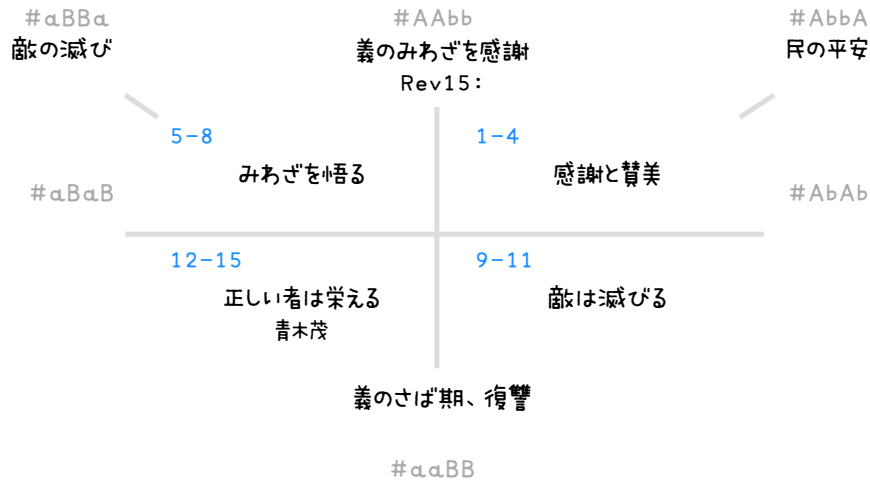 #aBBa
#AAbb
#AbbA
敵の滅び
義のみわざを感謝
民の平安
Rev15:
5-8
1-4
みわざを悟る
感謝と賛美
#aBaB
#AbAb
12-15
9-11
正しい者は栄える
敵は滅びる
青木茂
義のさば期、復讐
#aaBB